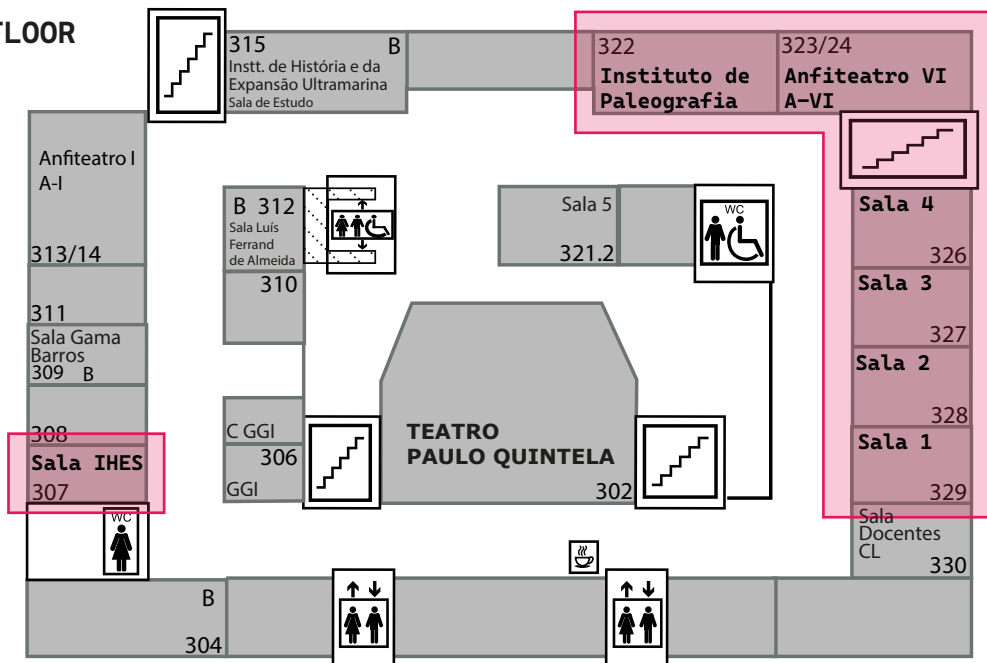 FLOOR
315 B
Instt. de História e da
Expansão Ultramarina
Sala de Estudo
322
Instituto de
Paleografia
323/24
Anfiteatro VI
A-VI
Anfiteatro I
A-I
313/14
B 312
Sala Luís
Ferrand
de Almeida
310
Sala 5
321.2
WC
Sala 4
326
Sala 3
327
Sala 2
328
Sala 1
329
Sala
Docentes
CL
330
311
Sala Gama
Barros
309 B
308
Sala IHES
307
WC
C GGI
306
GGI
TEATRO
PAULO QUINTELA
302
B
304